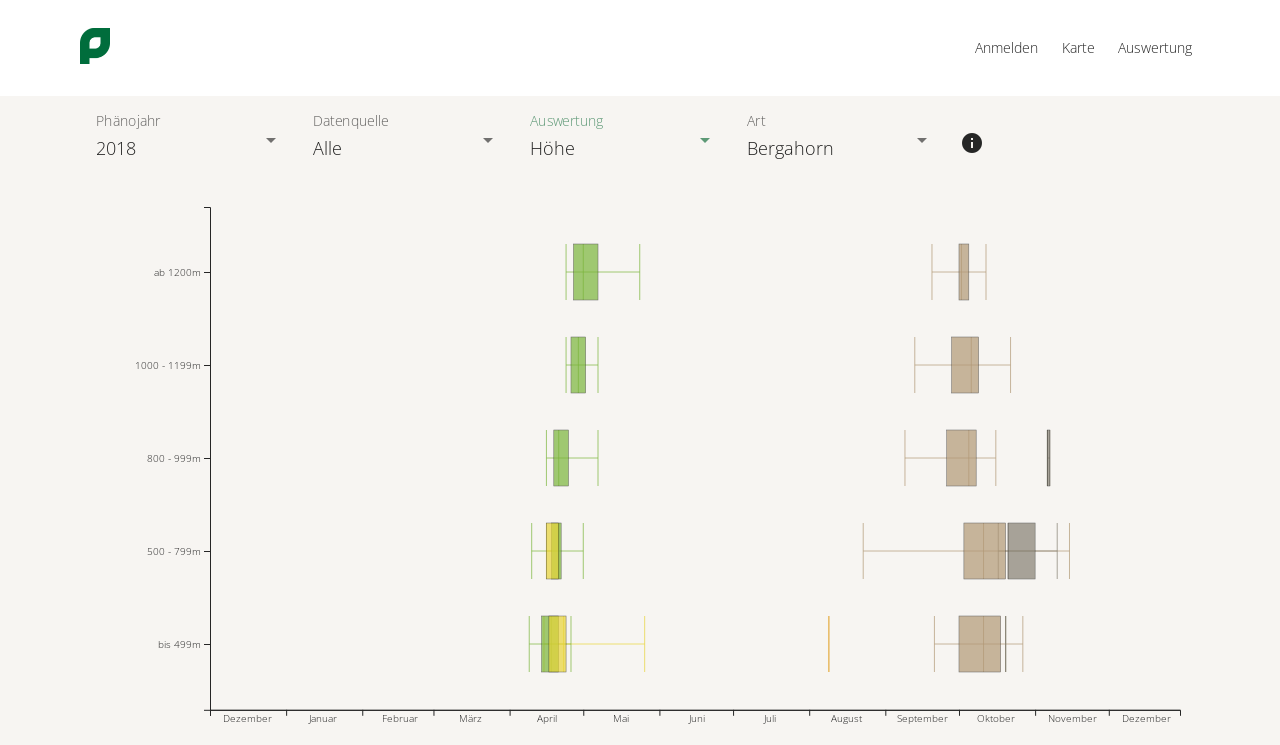 Anmelden Karte Auswertung
Phänojahr Datenquelle Auswertung Art
2018 Alle Höhe Bergahorn
ab 1200m
1000 - 1199m
800 - 999m
500 - 799m
bis 499m
Dezember Januar Februar März April Mai Juni Juli August September Oktober November Dezember